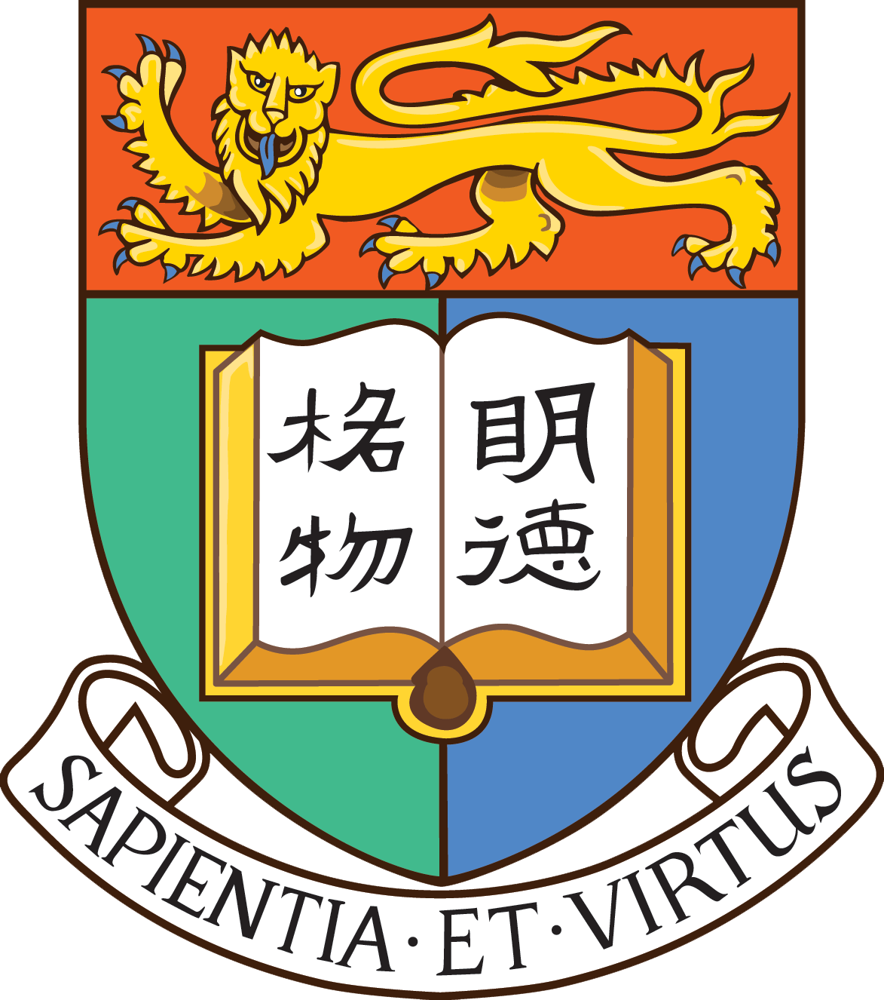 明德
格物
SAPIENTIA · ET · VIRTUS